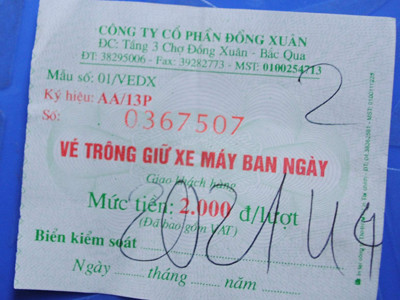 CÔNG TY CỔ PHẦN ĐỒNG XUÂN
ĐC: Tầng 3 Chợ Đồng Xuân - Bắc Qua
ĐT: 38295006 - Fax: 39282773 - MST: 0100254713
Mẫu số: 01/VEDX
Ký hiệu: AA/13P
Số: 0367507
2
VÉ TRÔNG GIỮ XE MÁY BAN NGÀY
Giao khách hàng
Mức tiền: 2.000 đ/lượt
(Đã bao gồm VAT)
Biển kiểm soát
Ngày tháng năm